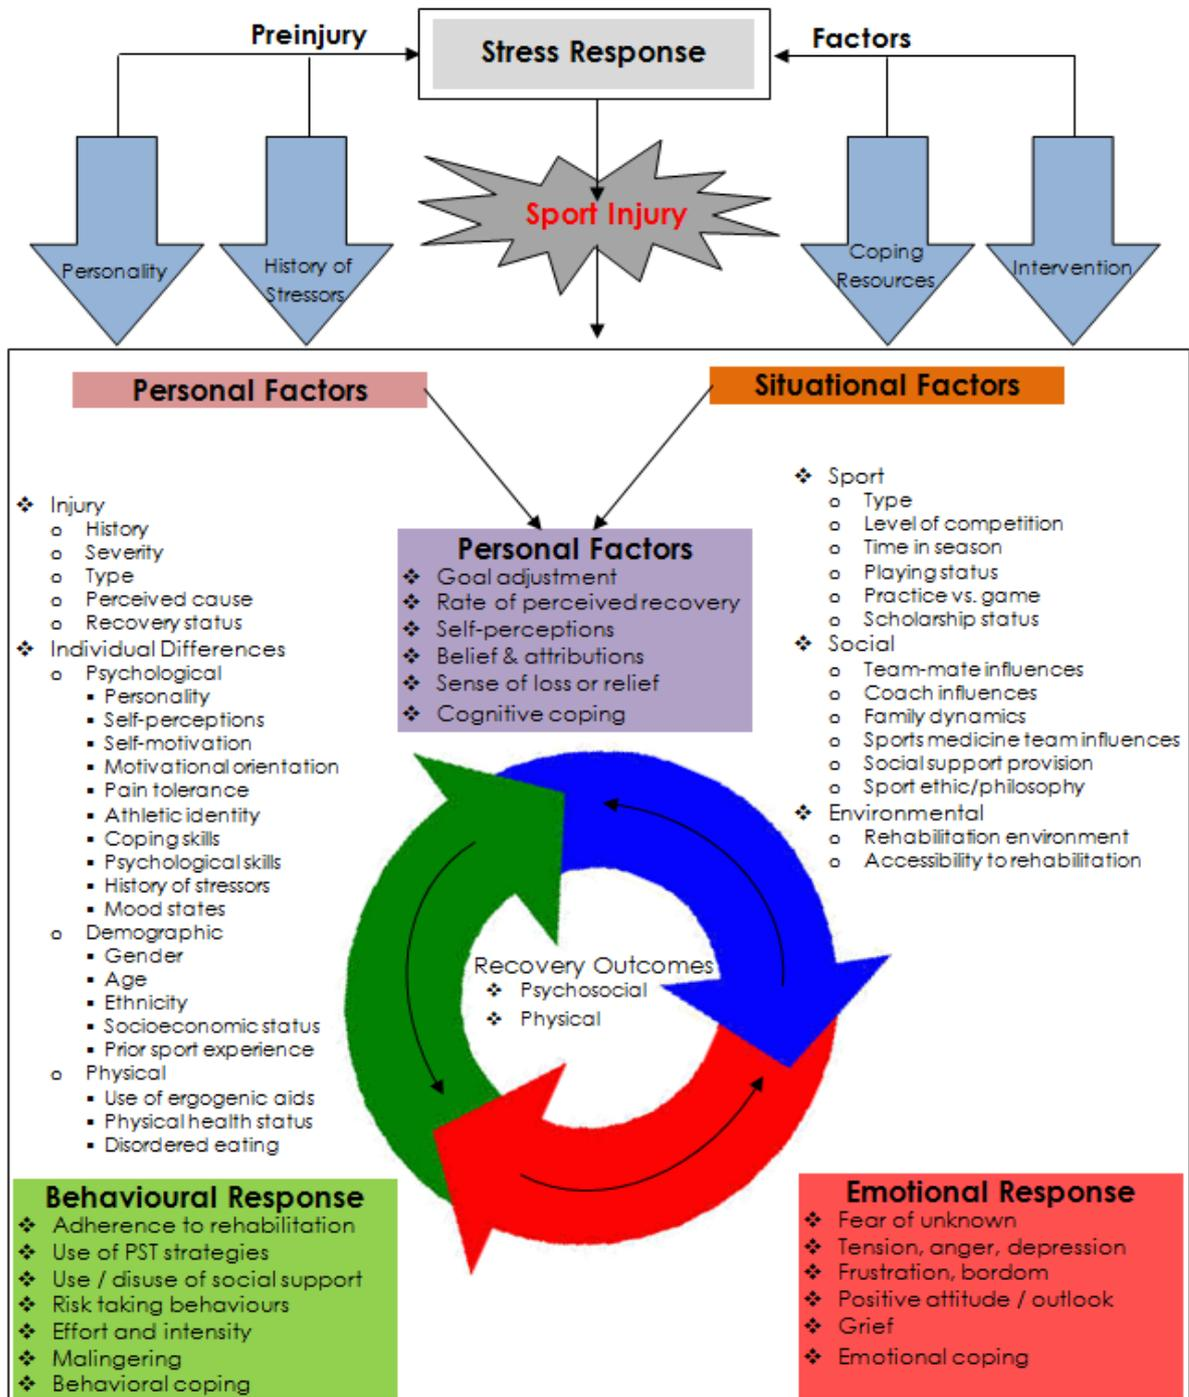 Preinjury
Stress Response
Factors
Sport Injury
Personality
History of
Stressors
Coping
Resources
Intervention
Personal Factors
Situational Factors
❖ Injury
o History
o Severity
o Type
o Perceived cause
o Recovery status
❖ Individual Differences
o Psychological
▪ Personality
▪ Self-perceptions
▪ Self-motivation
▪ Motivational orientation
▪ Pain tolerance
▪ Athletic identity
▪ Coping skills
▪ Psychological skills
▪ History of stressors
▪ Mood states
o Demographic
▪ Gender
▪ Age
▪ Ethnicity
▪ Socioeconomic status
▪ Prior sport experience
o Physical
▪ Use of ergogenic aids
▪ Physical health status
▪ Disordered eating
Personal Factors
❖ Goal adjustment
❖ Rate of perceived recovery
❖ Self-perceptions
❖ Belief & attributions
❖ Sense of loss or relief
❖ Cognitive coping
❖ Sport
o Type
o Level of competition
o Time in season
o Playing status
o Practice vs. game
o Scholarship status
❖ Social
o Team-mate influences
o Coach influences
o Family dynamics
o Sports medicine team influences
o Social support provision
o Sport ethic/philosophy
❖ Environmental
o Rehabilitation environment
o Accessibility to rehabilitation
Recovery Outcomes
❖ Psychosocial
❖ Physical
Behavioural Response
❖ Adherence to rehabilitation
❖ Use of PST strategies
❖ Use / disuse of social support
❖ Risk taking behaviours
❖ Effort and intensity
❖ Malingering
❖ Behavioral coping
Emotional Response
❖ Fear of unknown
❖ Tension, anger, depression
❖ Frustration, bordom
❖ Positive attitude / outlook
❖ Grief
❖ Emotional coping